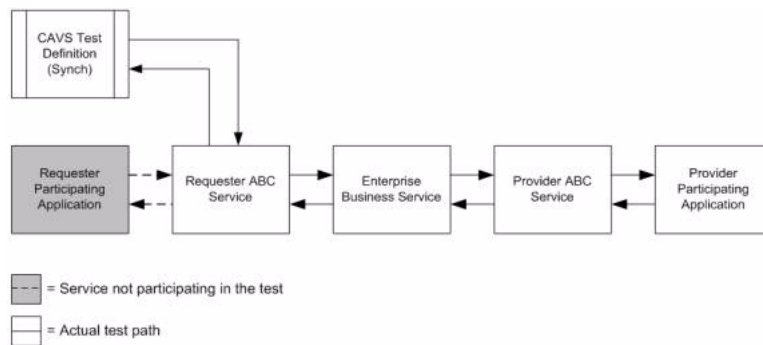 CAVS Test
Definition
(Synch)
Requester
Participating
Application
Requester ABC
Service
Enterprise
Business Service
Provider ABC
Service
Provider
Participating
Application
= Service not participating in the test
= Actual test path